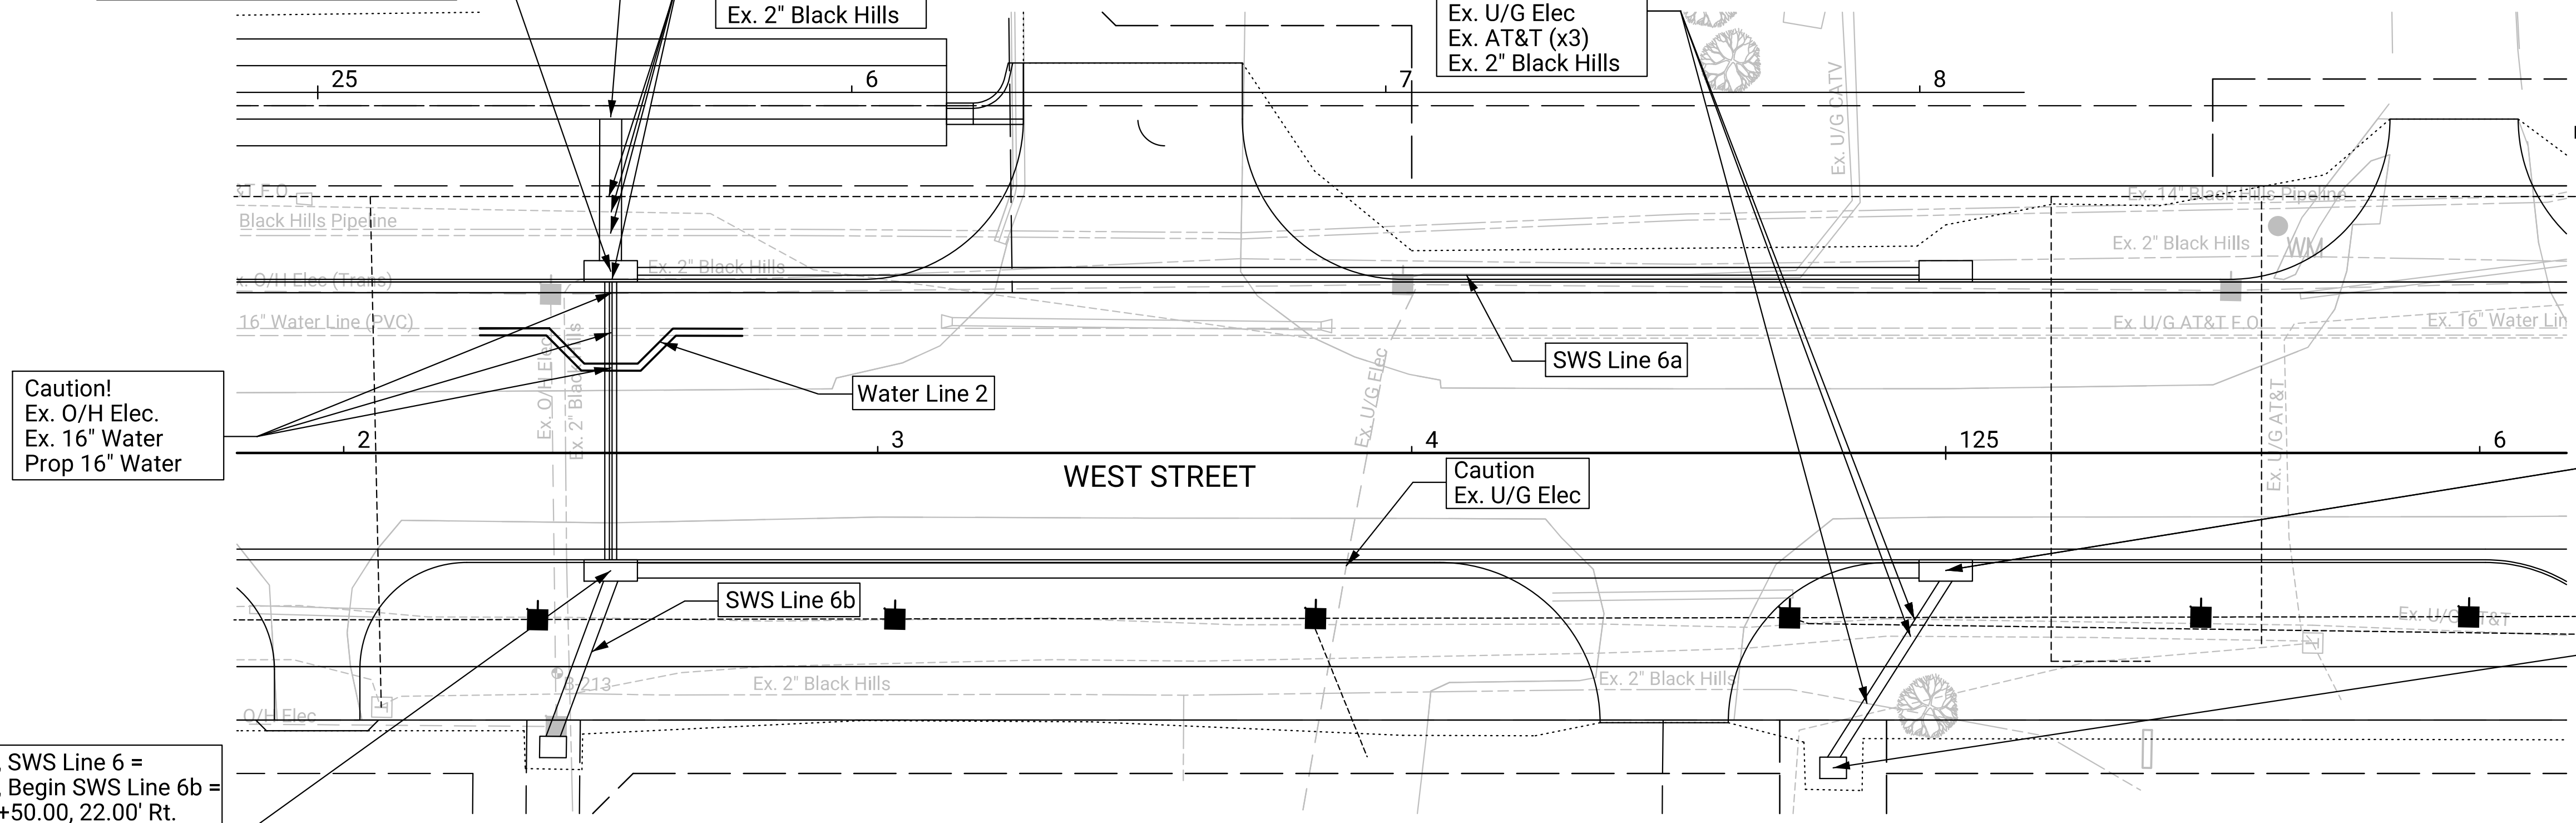 Ex. 2" Black Hills
Ex. U/G Elec
Ex. AT&T (x3)
Ex. 2" Black Hills
25
6
7
8
Ex. U/G CATV
&T F.O.
Black Hills Pipeline
Ex. 14" Black Hills Pipeline
Ex. 2" Black Hills
WM
Ex. 2" Black Hills
x. O/H Elec (Trans)
16" Water Line (PVC)
Ex. U/G AT&T F.O.
Ex. 16" Water Lin
SWS Line 6a
Caution!
Ex. O/H Elec.
Ex. 16" Water
Prop 16" Water
Water Line 2
Ex. O/H Elec
Ex. 2" Black Hills
Ex. U/G Elec
Ex. U/G AT&T
2
3
4
125
6
WEST STREET
Caution
Ex. U/G Elec
SWS Line 6b
Ex. U/G AT&T
B-213
Ex. 2" Black Hills
Ex. 2" Black Hills
O/H Elec
, SWS Line 6 =
, Begin SWS Line 6b =
+50.00, 22.00' Rt.